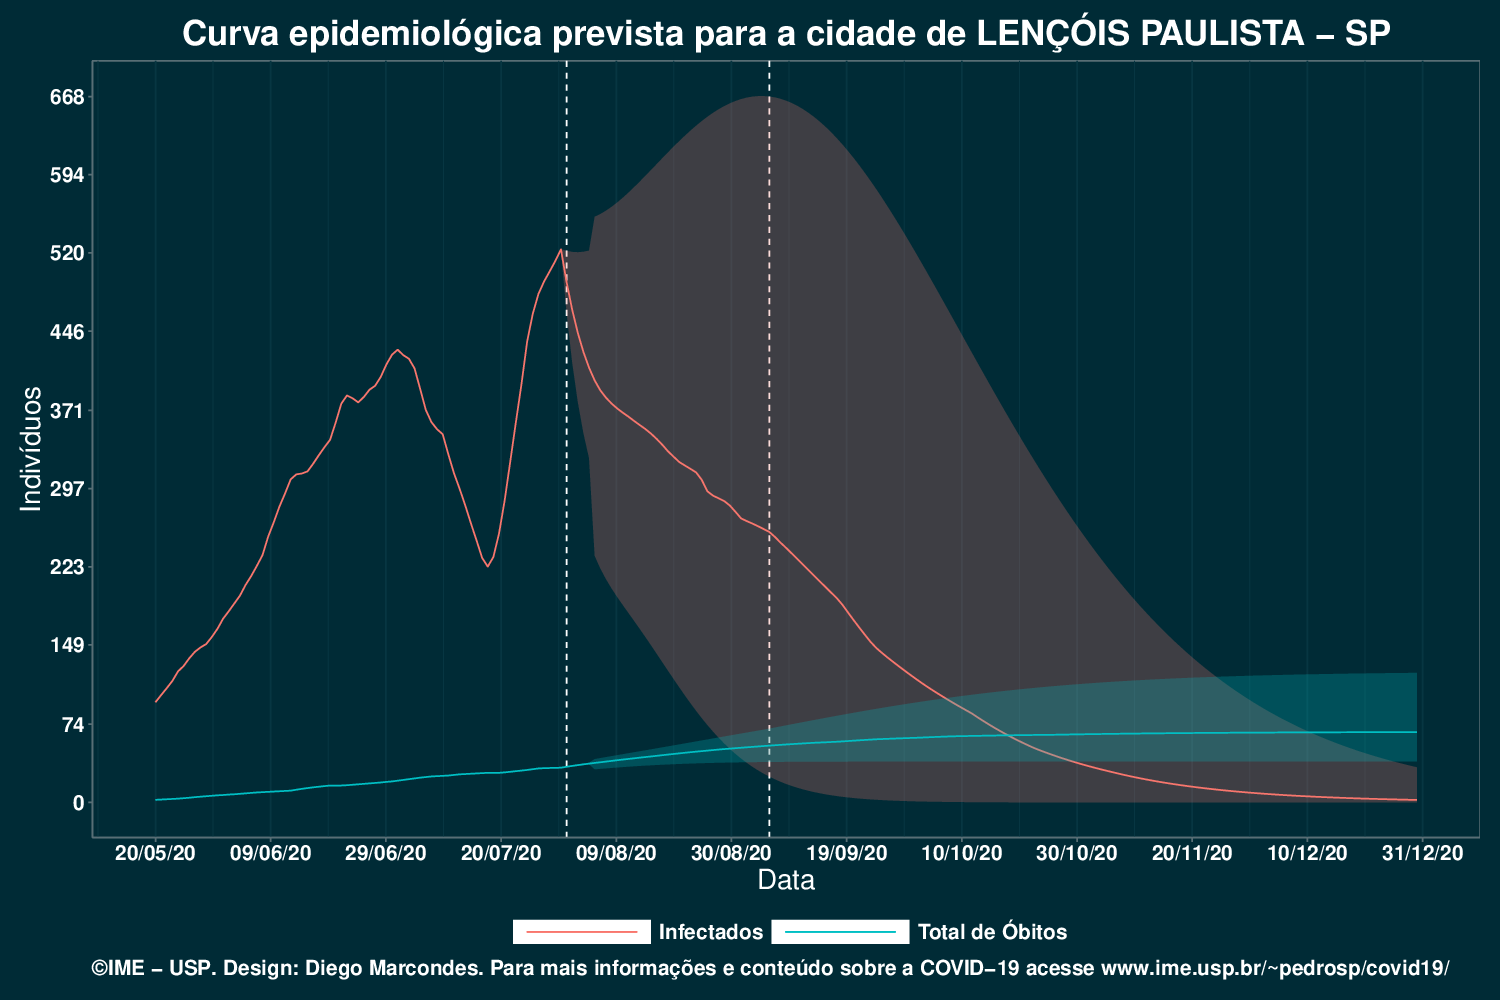 Curva epidemiológica prevista para a cidade de LENÇÓIS PAULISTA – SP
668
594
520
446
371
297
223
149
74
0
Indivíduos
20/05/20 09/06/20 29/06/20 20/07/20 09/08/20 30/08/20 19/09/20 10/10/20 30/10/20 20/11/20 10/12/20 31/12/20
Data
Infectados Total de Óbitos
©IME – USP. Design: Diego Marcondes. Para mais informações e conteúdo sobre a COVID–19 acesse www.ime.usp.br/~pedrosp/covid19/